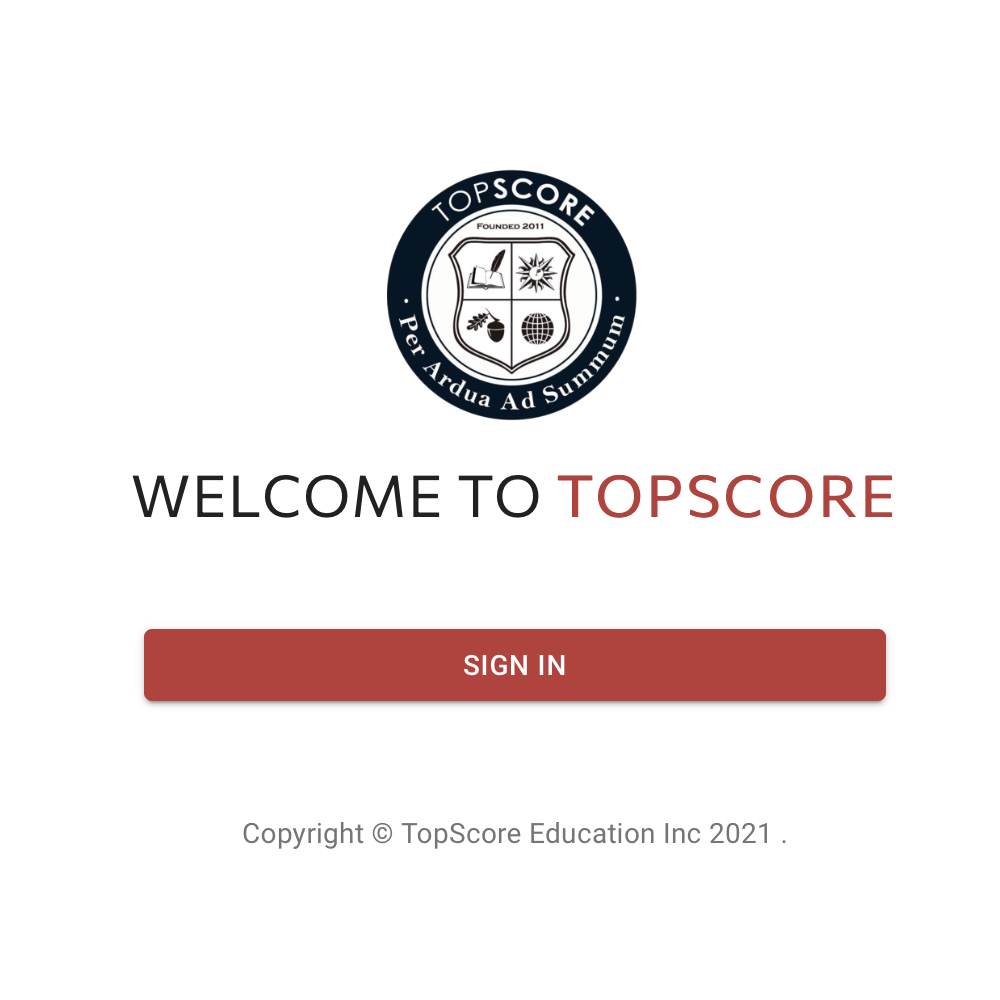 TOPSCORE
FOUNDED 2011
· Per Ardua Ad Summum ·
WELCOME TO TOPSCORE
SIGN IN
Copyright © TopScore Education Inc 2021 .